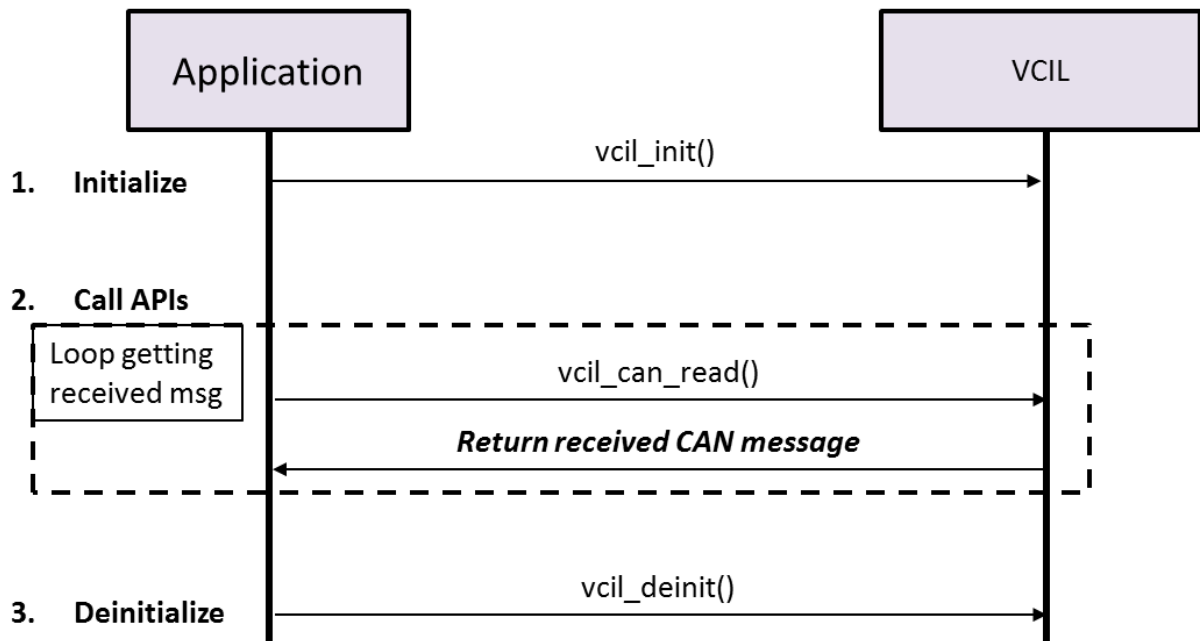 Application
VCIL
vcil_init()
1. Initialize
2. Call APIs
Loop getting
received msg
vcil_can_read()
Return received CAN message
vcil_deinit()
3. Deinitialize